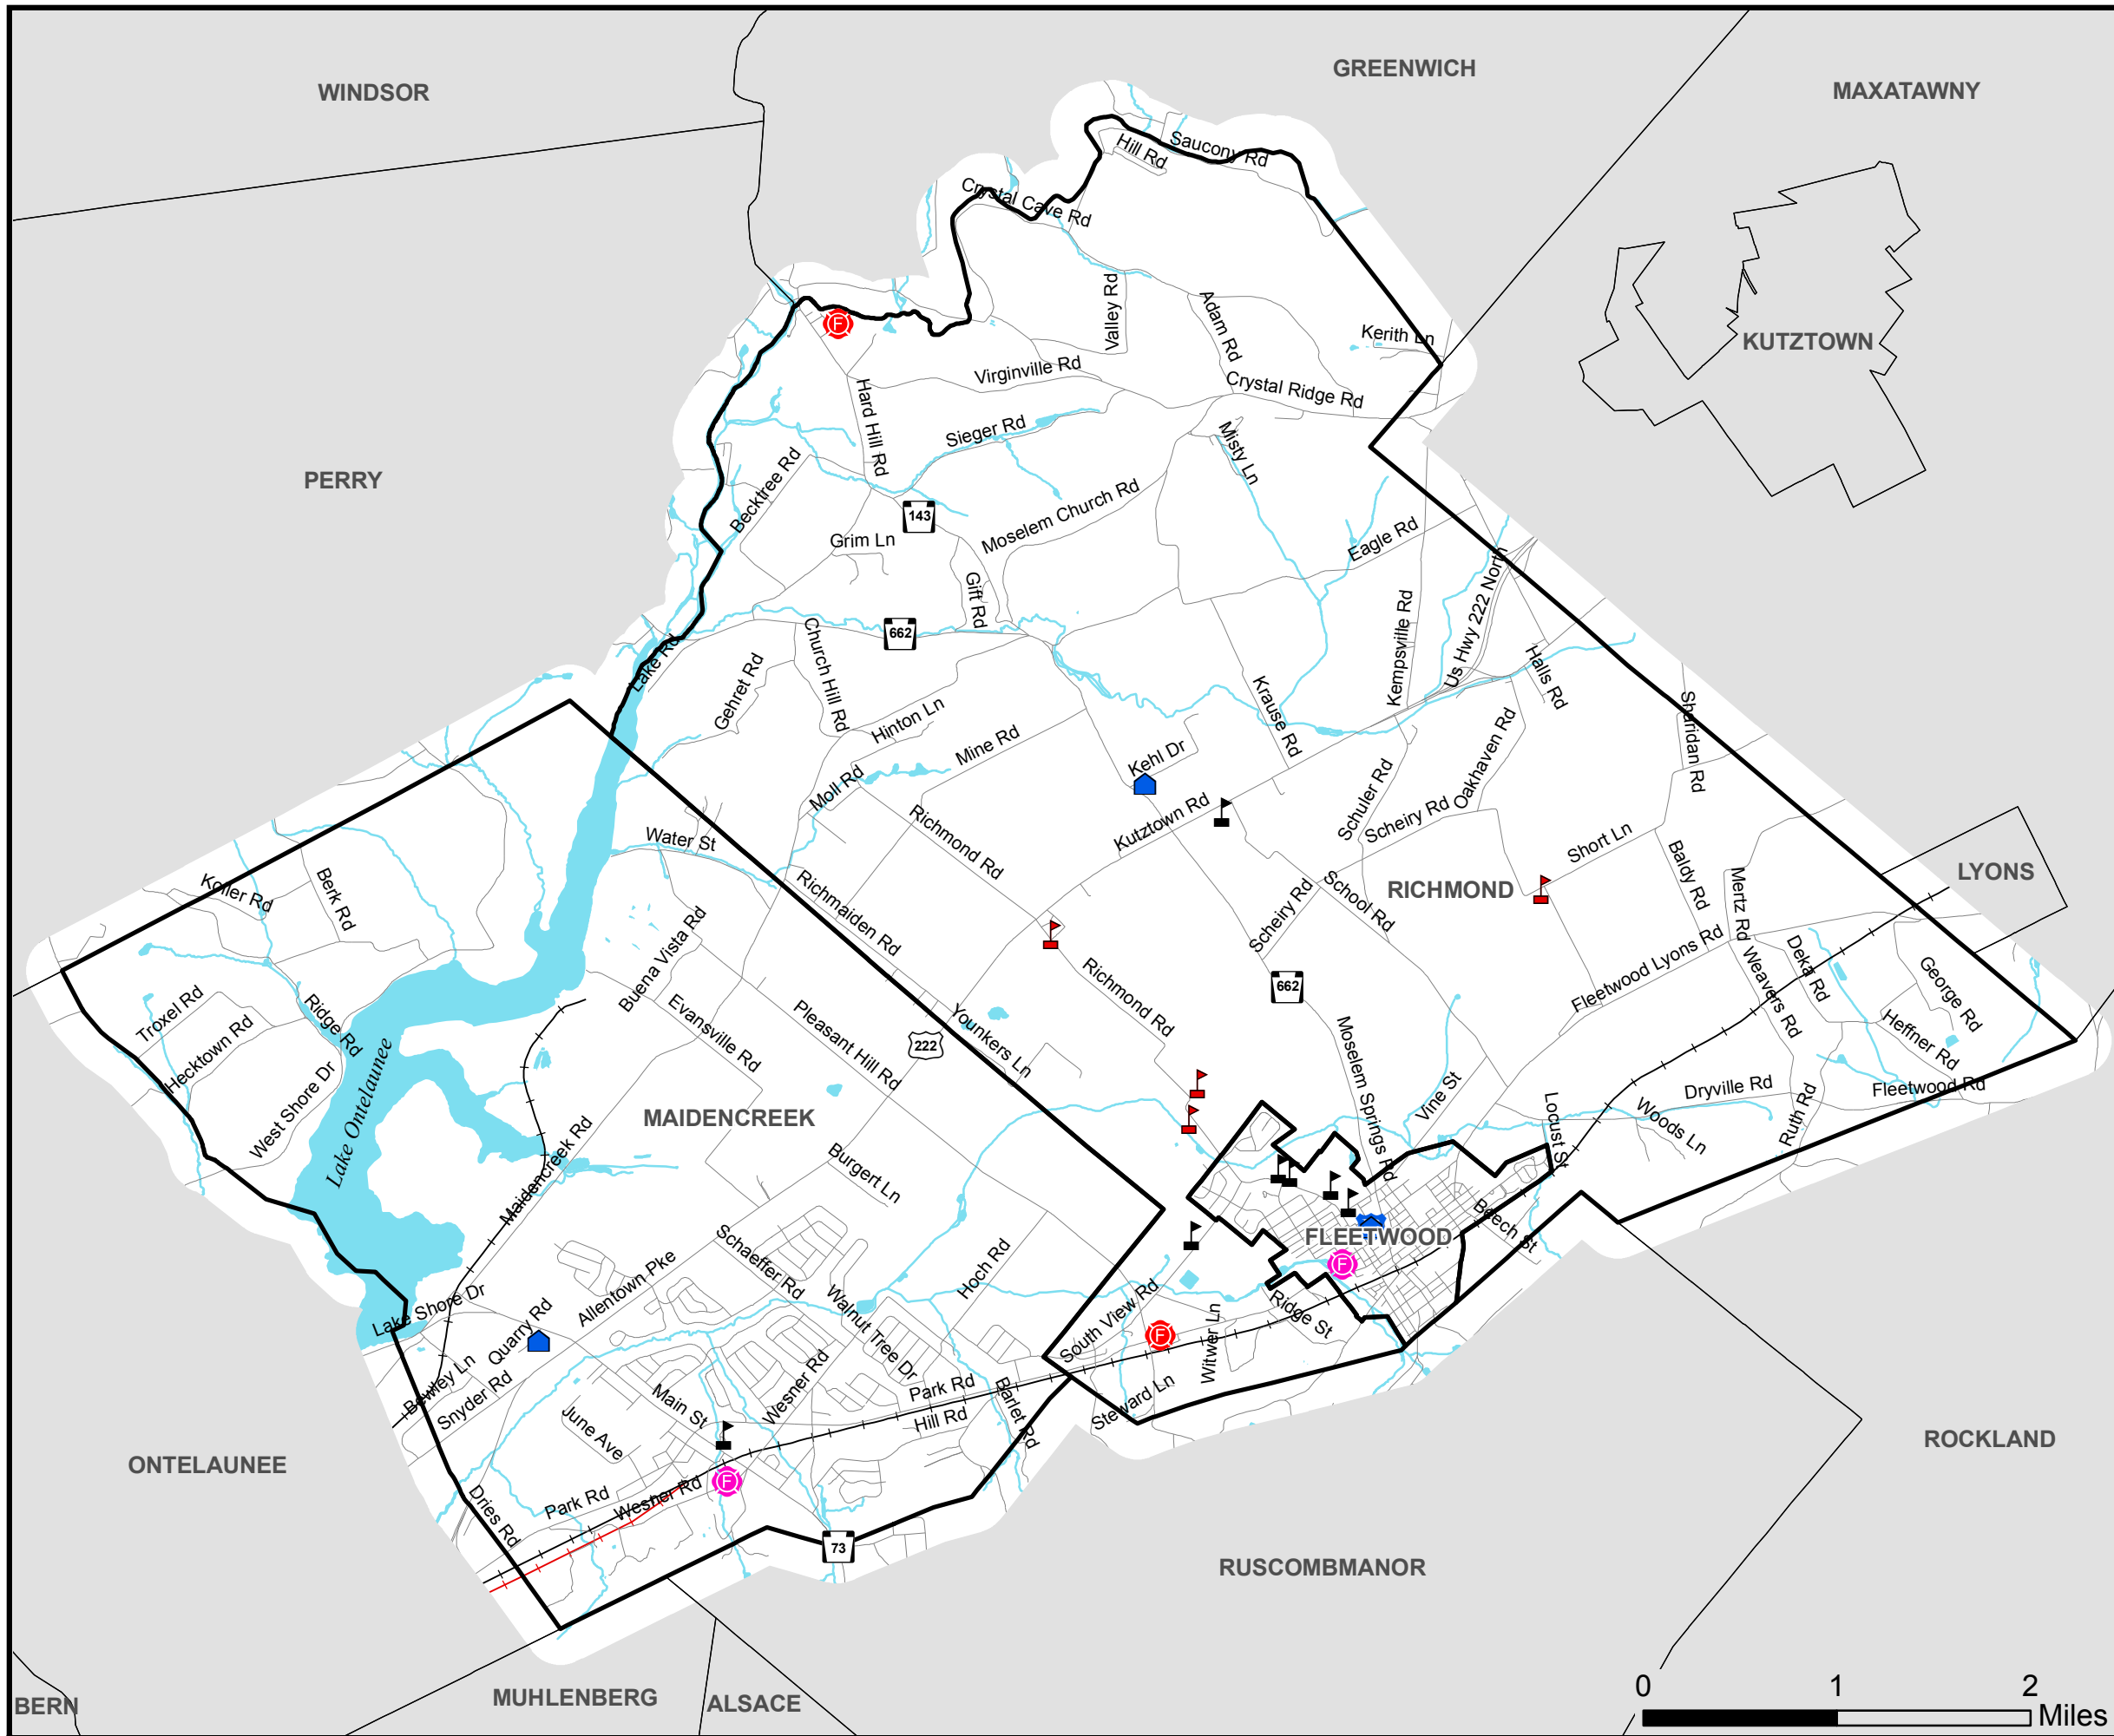 WINDSOR
GREENWICH
MAXATAWNY
Hill Rd
Saucony Rd
Crystal Cave Rd
KUTZTOWN
F
Valley Rd
Adam Rd
Kerith Ln
Virginville Rd
Crystal Ridge Rd
PERRY
Hard Hill Rd
Sieger Rd
Misty Ln
Becktree Rd
Moselem Church Rd
143
Grim Ln
Eagle Rd
Gift Rd
Us Hwy 222 North
Kempsville Rd
662
Lake Rd
Church Hill Rd
Gehret Rd
Halls Rd
Krause Rd
Hinton Ln
Mine Rd
Sharidan Rd
Kehl Dr
Oakhaven Rd
Moll Rd
Schuler Rd
Richmond Rd
Kutztown Rd
Scheiry Rd
Water St
Short Ln
Koller Rd
Berk Rd
Richmaiden Rd
School Rd
RICHMOND
Baldy Rd
Mertz Rd
LYONS
Buena Vista Rd
Scheiry Rd
Fleetwood Lyons Rd
Weavers Rd
Deka Rd
George Rd
Troxel Rd
Ridge Rd
Hecktown Rd
Evansville Rd
Pleasant Hill Rd
222
Younkers Ln
Richmond Rd
662
Moselem Springs Rd
Heffner Rd
Lake Ontelaunee
West Shore Dr
MAIDENCREEK
Vine St
Locust St
Woods Ln
Dryville Rd
Fleetwood Rd
Ruth Rd
Maidencreek Rd
Burgert Ln
Beech St
FLEETWOOD
F
Schaeffer Rd
Hoch Rd
Allentown Pke
Walnut Tree Dr
Lake Shore Dr
Quarry Rd
South View Rd
F
Witwer Ln
Ridge St
Bewley Ln
Snyder Rd
Main St
Wesner Rd
Park Rd
Hill Rd
Barlet Rd
Steward Ln
June Ave
ONTELAUNEE
ROCKLAND
Dries Rd
Park Rd
Wesner Rd
F
73
RUSCOMBMANOR
BERN
MUHLENBERG
ALSACE
0 1 2
Miles